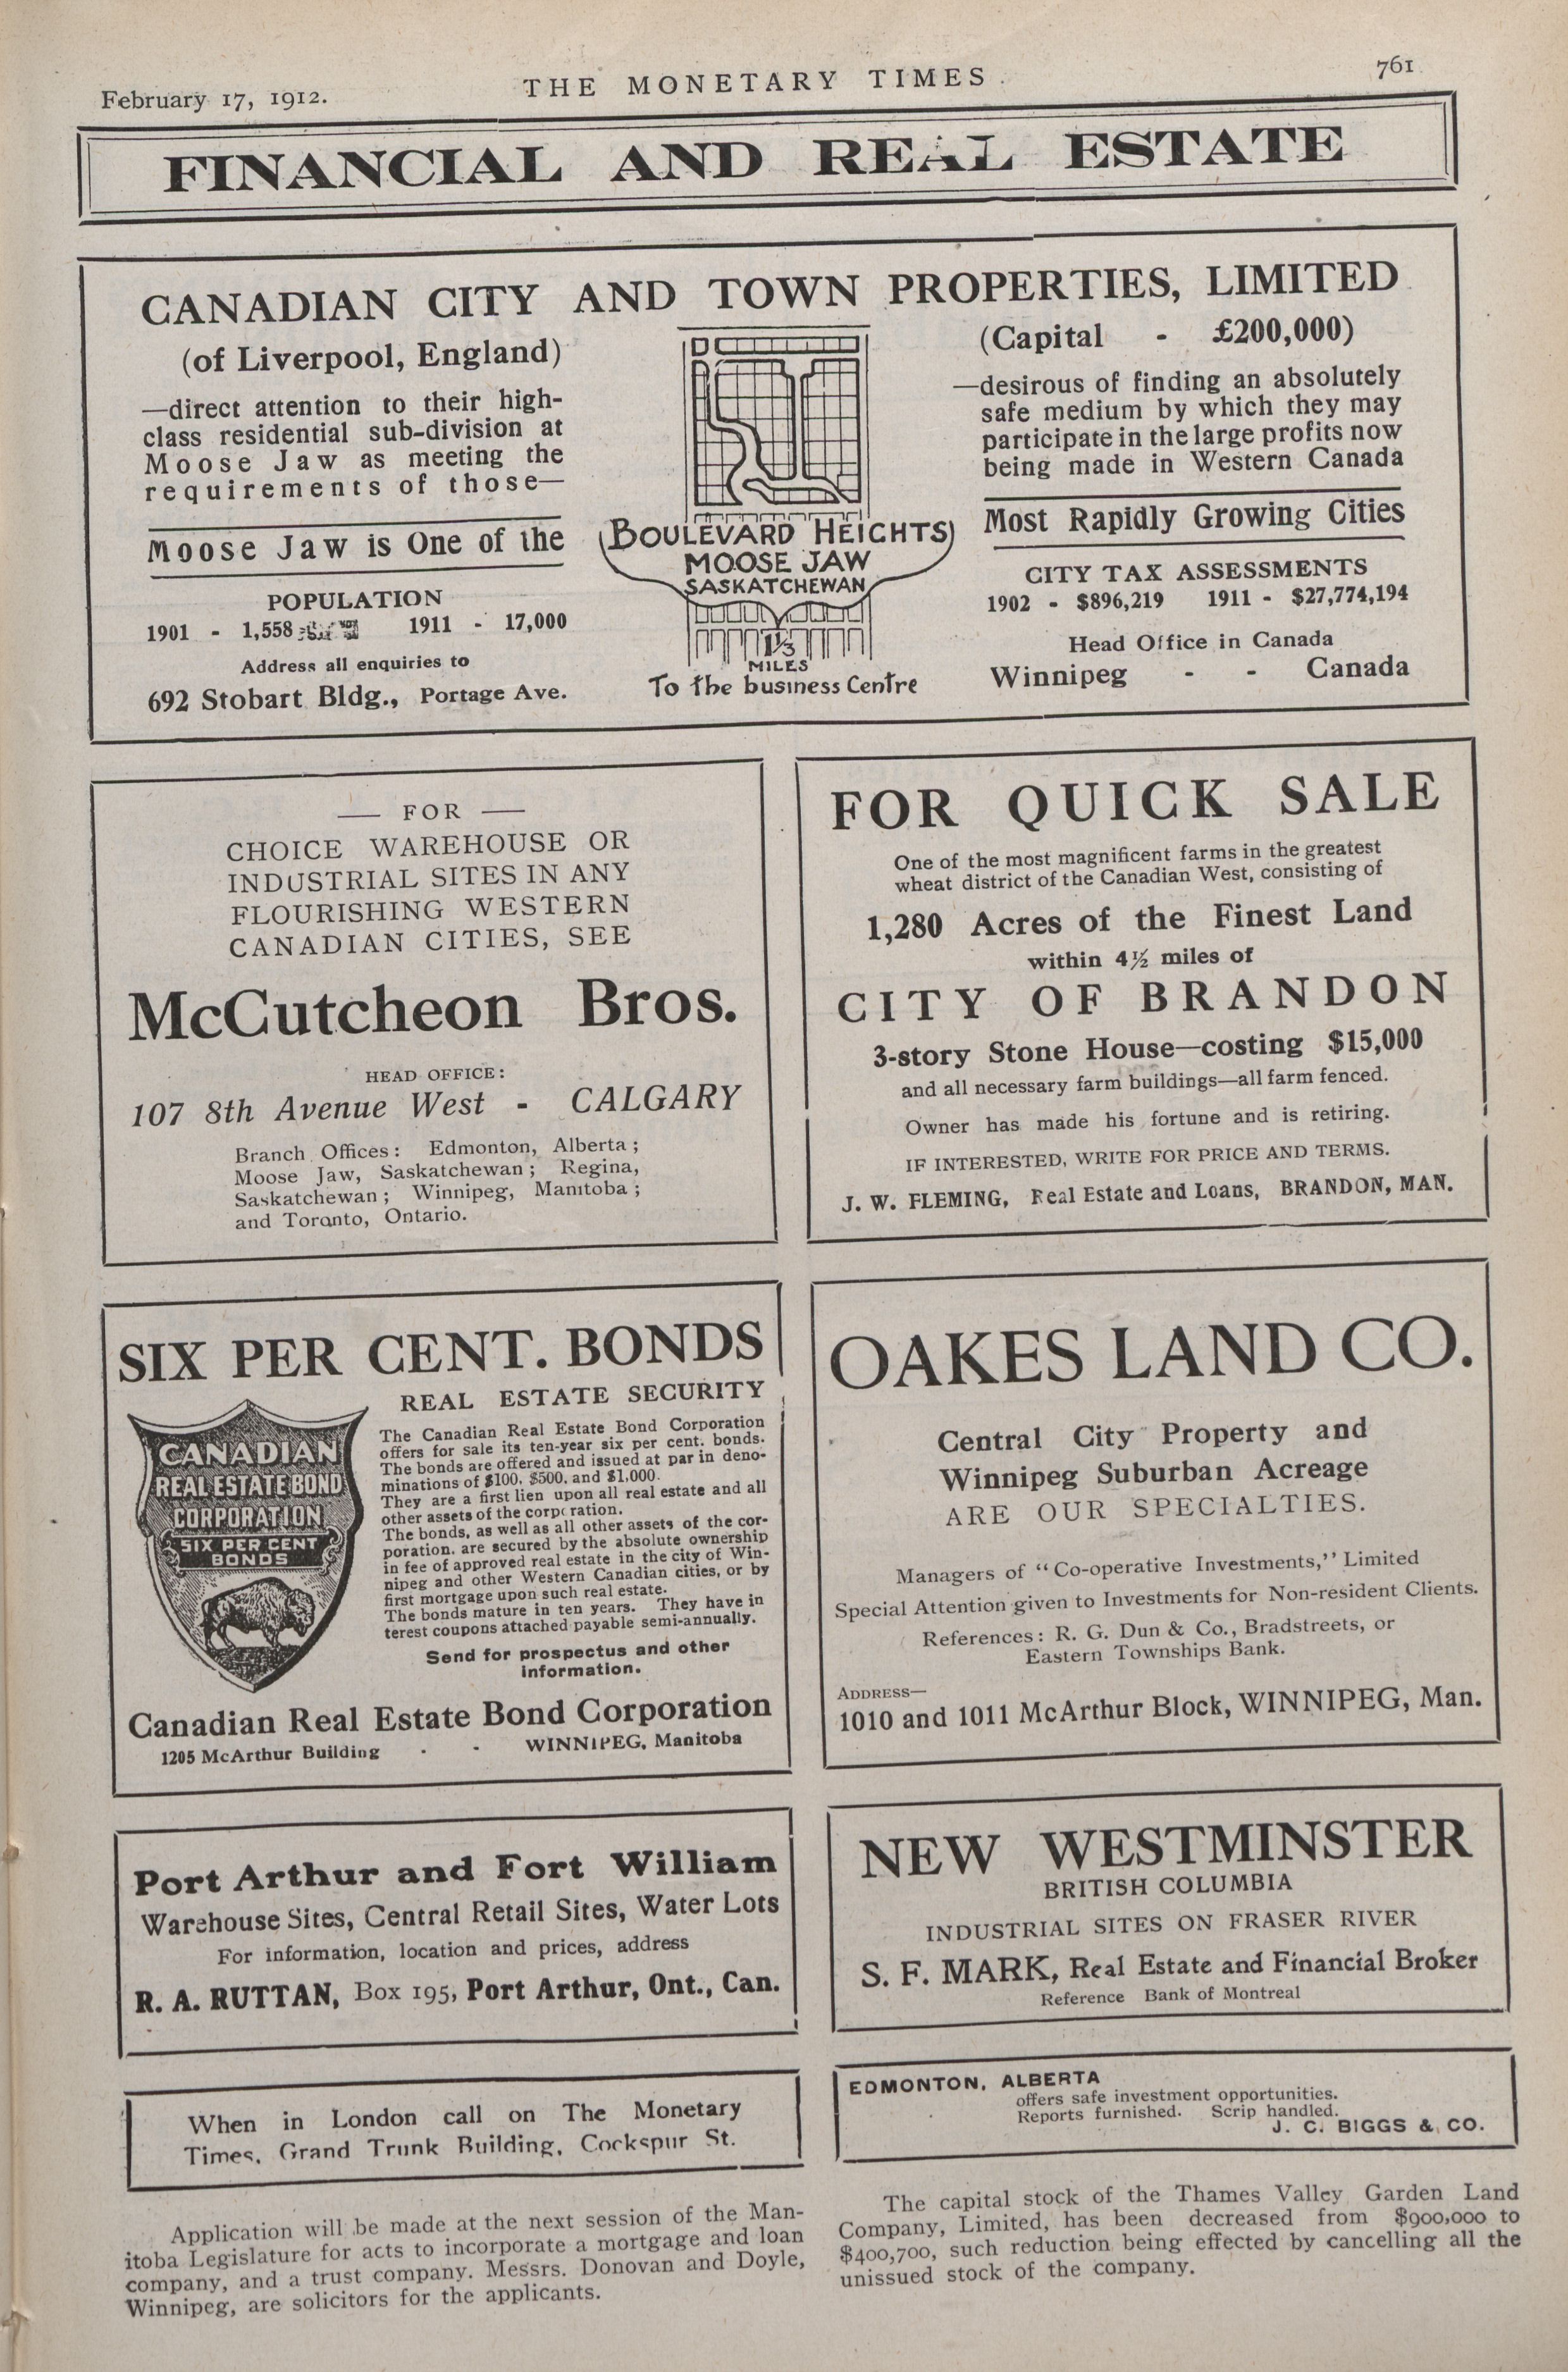 February 17, 1912.
THE MONETARY TIMES
761
FINANCIAL AND REAL ESTATE
CANADIAN CITY AND TOWN PROPERTIES, LIMITED
(of Liverpool, England)
—direct attention to their high-
class residential sub-division at
Moose Jaw as meeting the
requirements of those—
Moose Jaw is One of the
POPULATION
1901 - 1,558 1911 - 17,000
Address all enquiries to
692 Stobart Bldg., Portage Ave.
BOULEVARD HEIGHTS
MOOSE JAW
SASKATCHEWAN
1½
MILES
To the business Centre
(Capital - £200,000)
—desirous of finding an absolutely
safe medium by which they may
participate in the large profits now
being made in Western Canada
Most Rapidly Growing Cities
CITY TAX ASSESSMENTS
1902 - $896,219 1911 - $27,774,194
Head Office in Canada
Winnipeg - - Canada
— FOR —
CHOICE WAREHOUSE OR
INDUSTRIAL SITES IN ANY
FLOURISHING WESTERN
CANADIAN CITIES, SEE
McCutcheon Bros.
HEAD OFFICE:
107 8th Avenue West - CALGARY
Branch Offices: Edmonton, Alberta;
Moose Jaw, Saskatchewan; Regina,
Saskatchewan; Winnipeg, Manitoba;
and Toronto, Ontario.
FOR QUICK SALE
One of the most magnificent farms in the greatest
wheat district of the Canadian West, consisting of
1,280 Acres of the Finest Land
within 4½ miles of
CITY OF BRANDON
3-story Stone House—costing $15,000
and all necessary farm buildings—all farm fenced.
Owner has made his fortune and is retiring.
IF INTERESTED, WRITE FOR PRICE AND TERMS.
J. W. FLEMING, Real Estate and Loans, BRANDON, MAN.
SIX PER CENT. BONDS
REAL ESTATE SECURITY
CANADIAN
REAL ESTATE BOND
CORPORATION
SIX PER CENT
BONDS
The Canadian Real Estate Bond Corporation
offers for sale its ten-year six per cent. bonds.
The bonds are offered and issued at par in deno-
minations of $100, $500, and $1,000.
They are a first lien upon all real estate and all
other assets of the corporation.
The bonds, as well as all other assets of the cor-
poration, are secured by the absolute ownership
in fee of approved real estate in the city of Win-
nipeg and other Western Canadian cities, or by
first mortgage upon such real estate.
The bonds mature in ten years. They have in
terest coupons attached payable semi-annually.
Send for prospectus and other
information.
Canadian Real Estate Bond Corporation
1205 McArthur Building - - WINNIPEG, Manitoba
OAKES LAND CO.
Central City Property and
Winnipeg Suburban Acreage
ARE OUR SPECIALTIES.
Managers of "Co-operative Investments," Limited
Special Attention given to Investments for Non-resident Clients.
References: R. G. Dun & Co., Bradstreets, or
Eastern Townships Bank.
ADDRESS—
1010 and 1011 McArthur Block, WINNIPEG, Man.
Port Arthur and Fort William
Warehouse Sites, Central Retail Sites, Water Lots
For information, location and prices, address
R. A. RUTTAN, Box 195, Port Arthur, Ont., Can.
NEW WESTMINSTER
BRITISH COLUMBIA
INDUSTRIAL SITES ON FRASER RIVER
S. F. MARK, Real Estate and Financial Broker
Reference Bank of Montreal
When in London call on The Monetary
Times, Grand Trunk Building, Cockspur St.
EDMONTON, ALBERTA
offers safe investment opportunities.
Reports furnished. Scrip handled.
J. C. BIGGS & CO.
Application will be made at the next session of the Man-
itoba Legislature for acts to incorporate a mortgage and loan
company, and a trust company. Messrs. Donovan and Doyle,
Winnipeg, are solicitors for the applicants.
The capital stock of the Thames Valley Garden Land
Company, Limited, has been decreased from $900,000 to
$400,700, such reduction being effected by cancelling all the
unissued stock of the company.